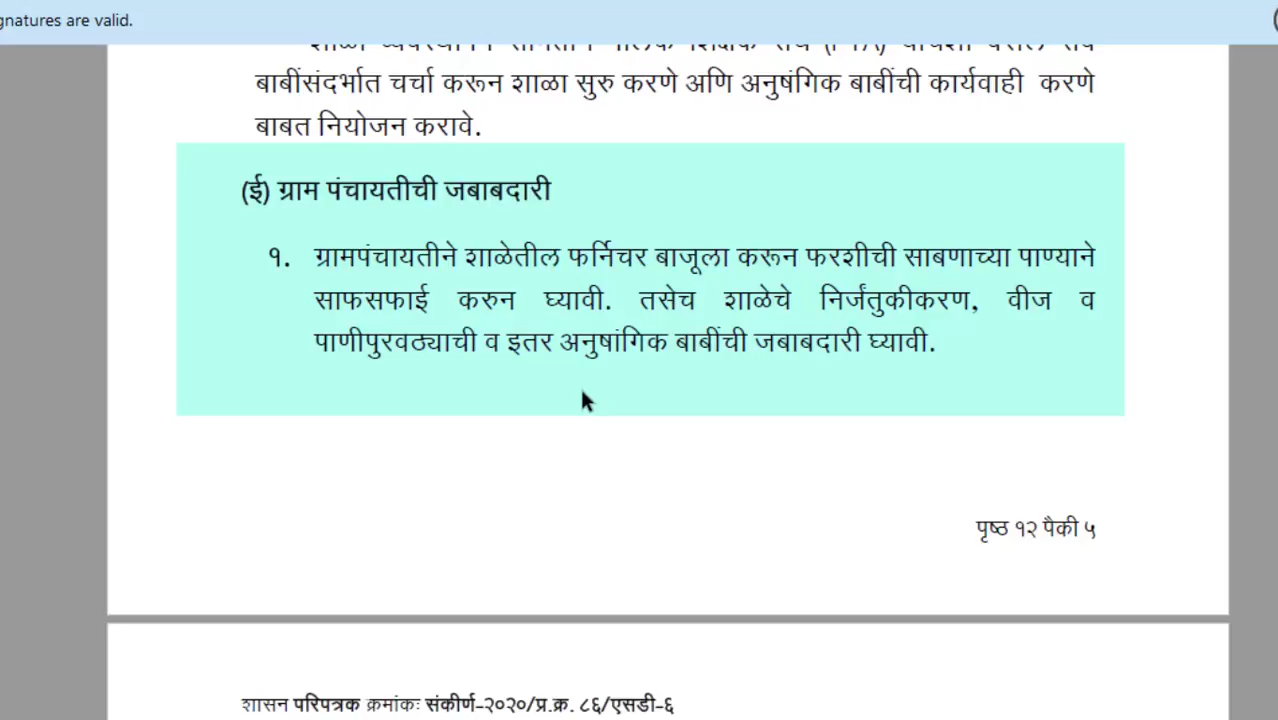 gnatures are valid.
बाबींसंदर्भात चर्चा करून शाळा सुरु करणे अणि अनुषंगिक बाबींची कार्यवाही करणे
बाबत नियोजन करावे.
(ई) ग्राम पंचायतीची जबाबदारी
१. ग्रामपंचायतीने शाळेतील फर्निचर बाजूला करून फरशीची साबणाच्या पाण्याने
साफसफाई करुन घ्यावी. तसेच शाळेचे निर्जंतुकीकरण, वीज व
पाणीपुरवठ्याची व इतर अनुषांगिक बाबींची जबाबदारी घ्यावी.
पृष्ठ १२ पैकी ५
शासन परिपत्रक क्रमांकः संकीर्ण-२०२०/प्र.क्र. ८६/एसडी-६